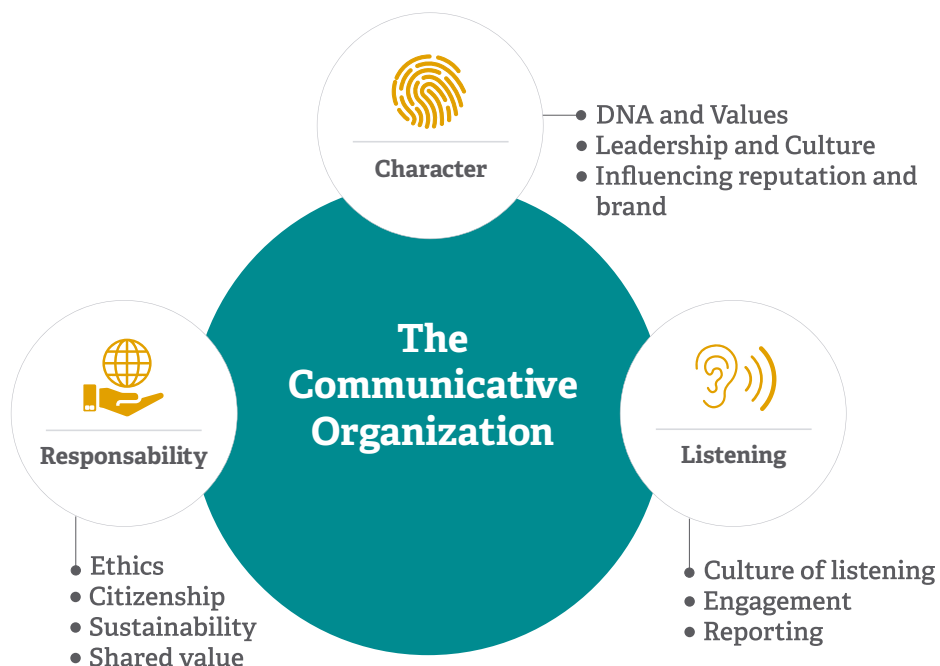 Character
• DNA and Values
• Leadership and Culture
• Influencing reputation and
brand
The
Communicative
Organization
Responsability
• Ethics
• Citizenship
• Sustainability
• Shared value
Listening
• Culture of listening
• Engagement
• Reporting